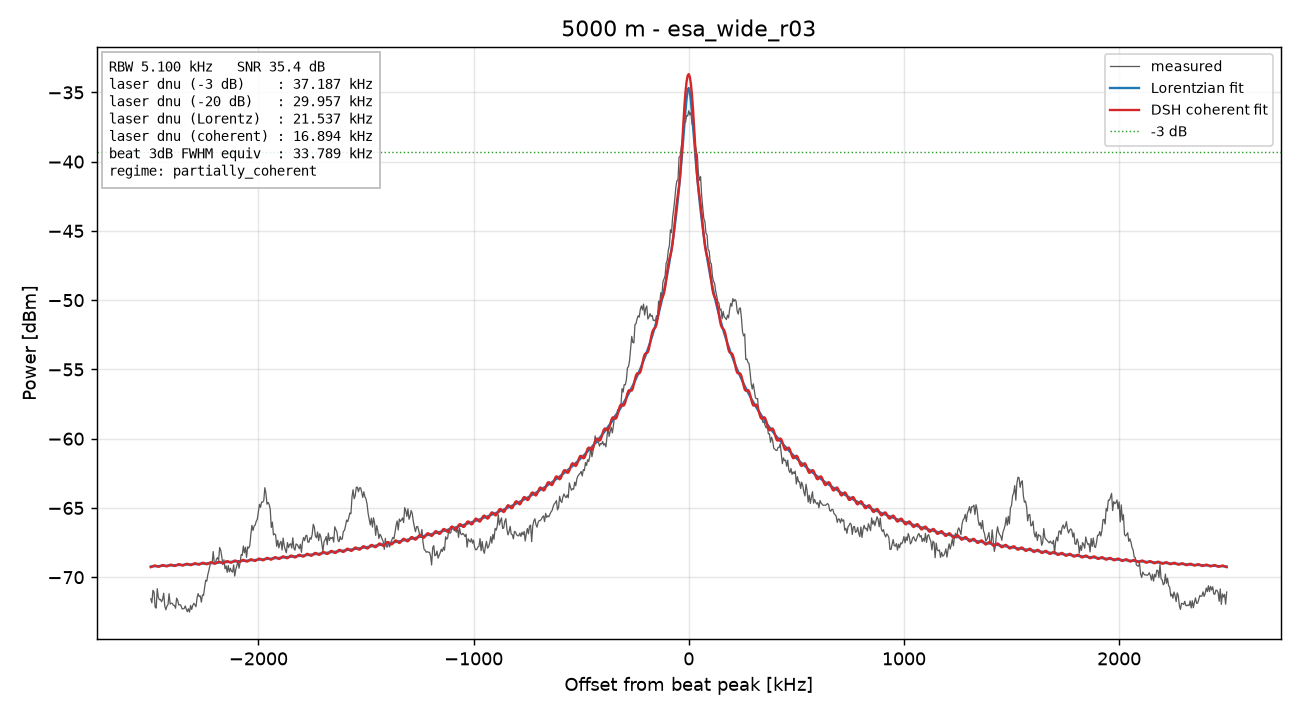 5000 m - esa_wide_r03
RBW 5.100 kHz   SNR 35.4 dB
laser dnu (-3 dB)    : 37.187 kHz
laser dnu (-20 dB)   : 29.957 kHz
laser dnu (Lorentz)  : 21.537 kHz
laser dnu (coherent) : 16.894 kHz
beat 3dB FWHM equiv  : 33.789 kHz
regime: partially_coherent
measured
Lorentzian fit
DSH coherent fit
-3 dB
Power [dBm]
−35
−40
−45
−50
−55
−60
−65
−70
−2000
−1000
0
1000
2000
Offset from beat peak [kHz]